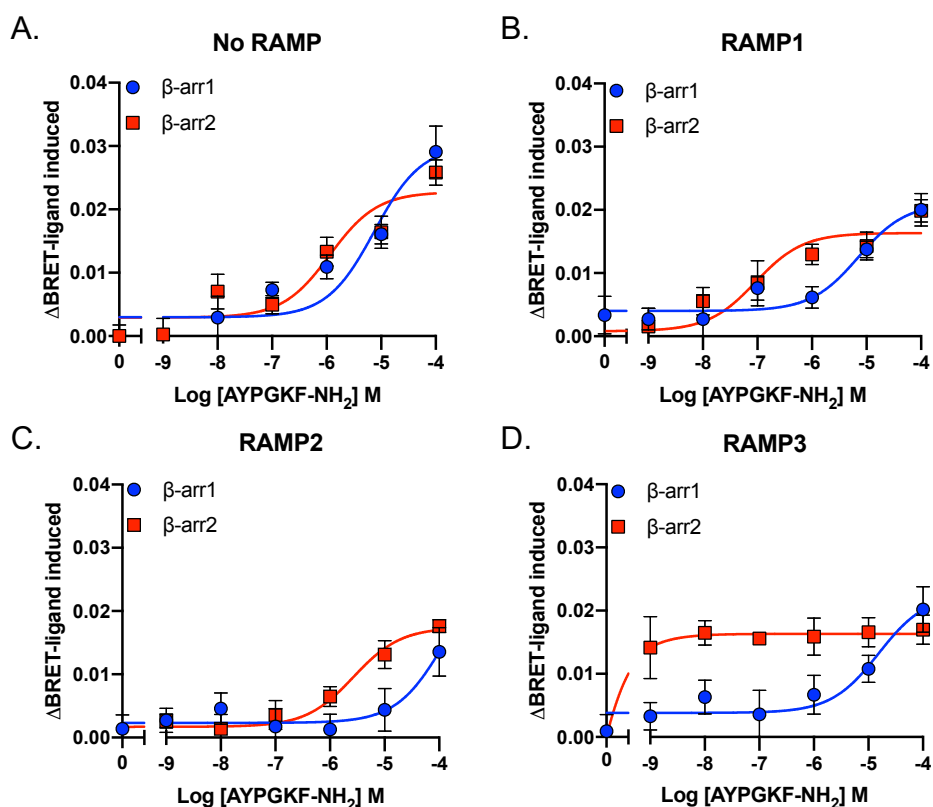 A.
No RAMP
ΔBRET-ligand induced
0.04
0.03
0.02
0.01
0.00
β-arr1
β-arr2
0 -9 -8 -7 -6 -5 -4
Log [AYPGKF-NH2] M
B.
RAMP1
ΔBRET-ligand induced
0.04
0.03
0.02
0.01
0.00
β-arr1
β-arr2
0 -9 -8 -7 -6 -5 -4
Log [AYPGKF-NH2] M
C.
RAMP2
ΔBRET-ligand induced
0.04
0.03
0.02
0.01
0.00
β-arr1
β-arr2
0 -9 -8 -7 -6 -5 -4
Log [AYPGKF-NH2] M
D.
RAMP3
ΔBRET-ligand induced
0.04
0.03
0.02
0.01
0.00
β-arr1
β-arr2
0 -9 -8 -7 -6 -5 -4
Log [AYPGKF-NH2] M